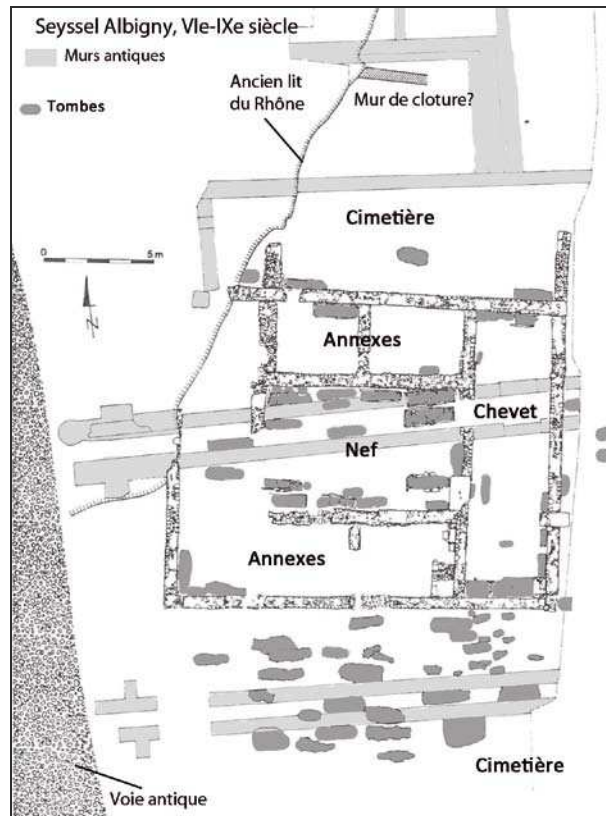 Seyssel Albigny, VIe-IXe siècle
Murs antiques
Tombes
Ancien lit
du Rhône
Mur de cloture?
Cimetière
0 5 m
N
Annexes
Chevet
Nef
Annexes
Cimetière
Voie antique